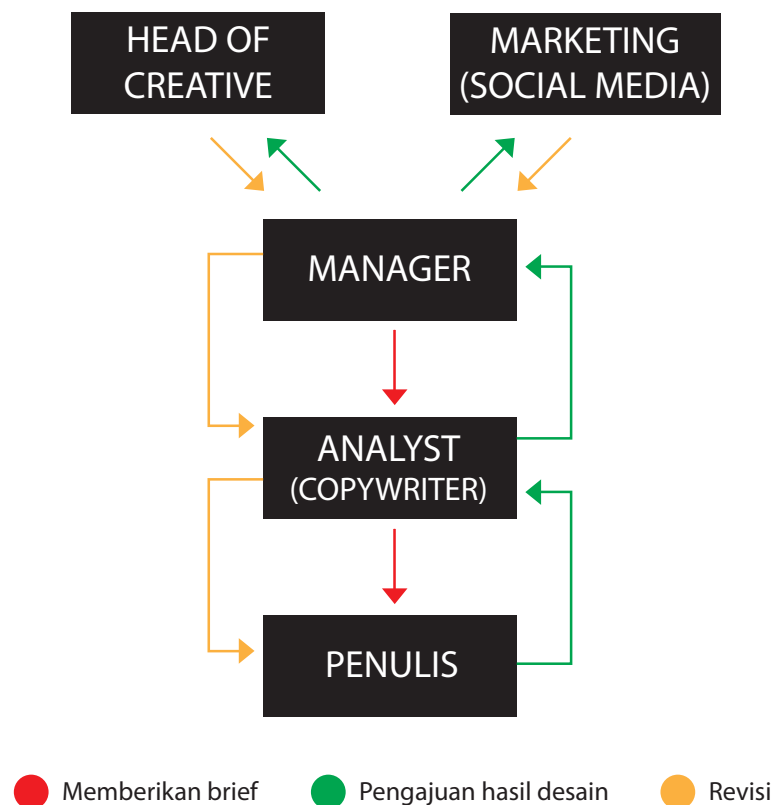 HEAD OF
CREATIVE
MARKETING
(SOCIAL MEDIA)
MANAGER
ANALYST
(COPYWRITER)
PENULIS
Memberikan brief
Pengajuan hasil desain
Revisi